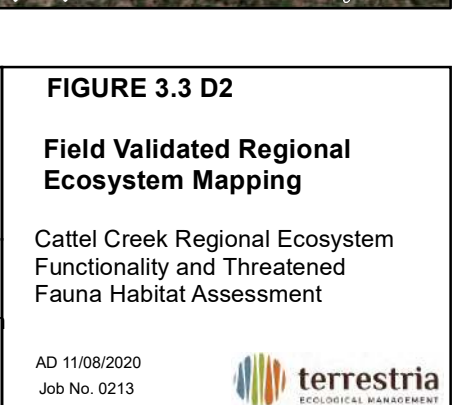 FIGURE 3.3 D2
Field Validated Regional
Ecosystem Mapping
Cattel Creek Regional Ecosystem
Functionality and Threatened
Fauna Habitat Assessment
AD 11/08/2020
Job No. 0213
terrestria
ECOLOGICAL MANAGEMENT